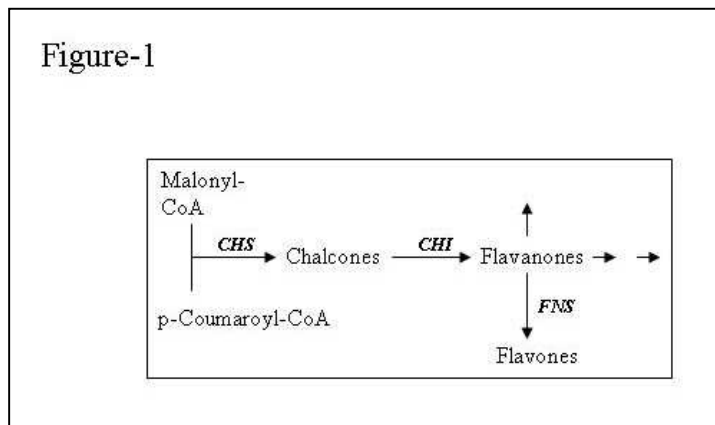 Figure-1
Malonyl-
CoA
CHS
Chalcones
CHI
Flavanones
p-Coumaroyl-CoA
FNS
Flavones